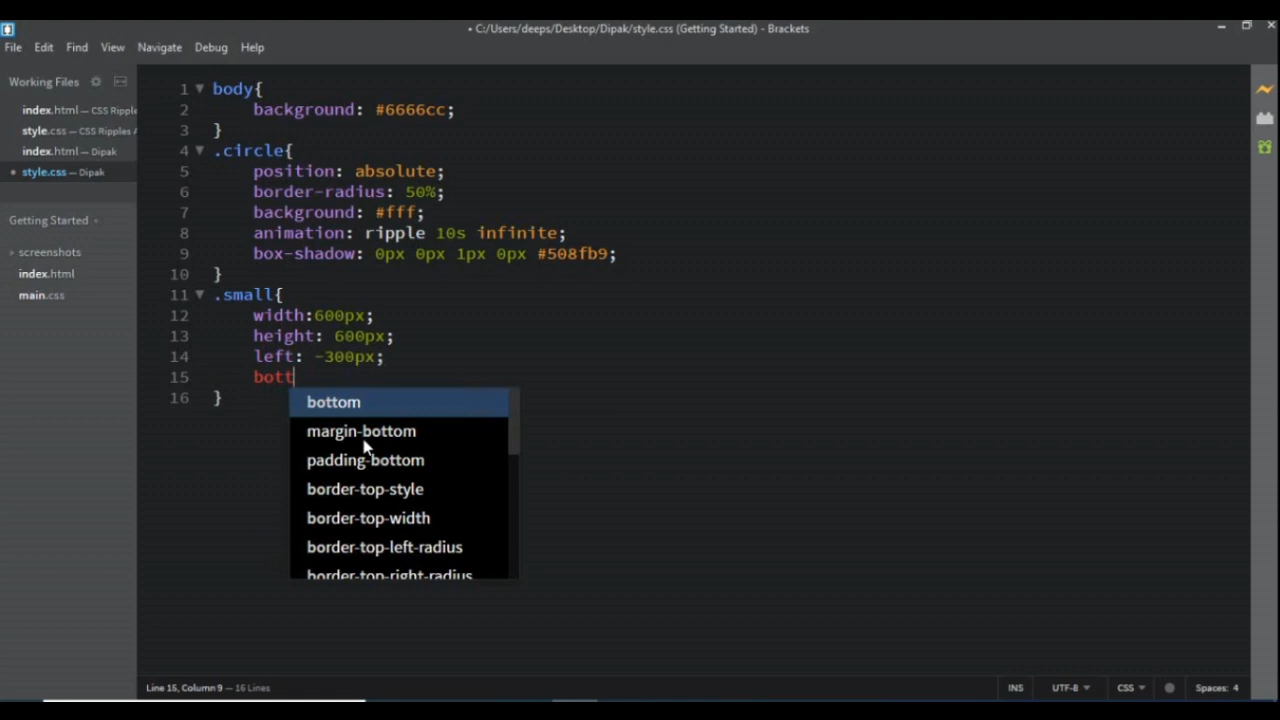 • C:/Users/deeps/Desktop/Dipak/style.css (Getting Started) - Brackets
File Edit Find View Navigate Debug Help
Working Files
index.html — CSS Ripple
style.css — CSS Ripples
index.html — Dipak
• style.css — Dipak
Getting Started
screenshots
index.html
main.css
1 body{
2 background: #6666cc;
3 }
4 .circle{
5 position: absolute;
6 border-radius: 50%;
7 background: #fff;
8 animation: ripple 10s infinite;
9 box-shadow: 0px 0px 1px 0px #508fb9;
10 }
11 .small{
12 width:600px;
13 height: 600px;
14 left: -300px;
15 bott
16 }
bottom
margin-bottom
padding-bottom
border-top-style
border-top-width
border-top-left-radius
border-top-right-radius
Line 15, Column 9 — 16 Lines
INS UTF-8 CSS Spaces: 4